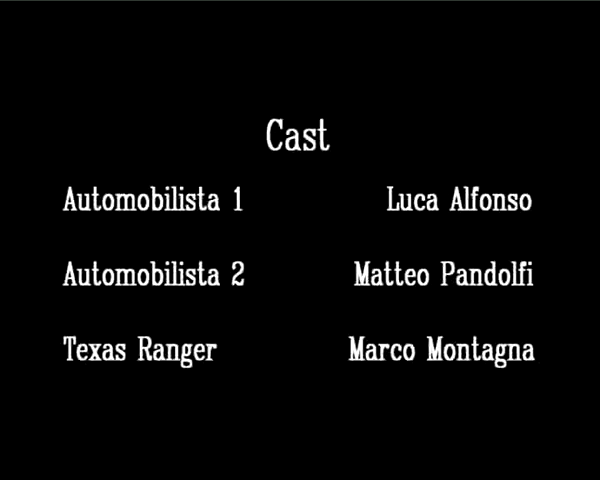 Cast
Automobilista 1 Luca Alfonso
Automobilista 2 Matteo Pandolfi
Texas Ranger Marco Montagna